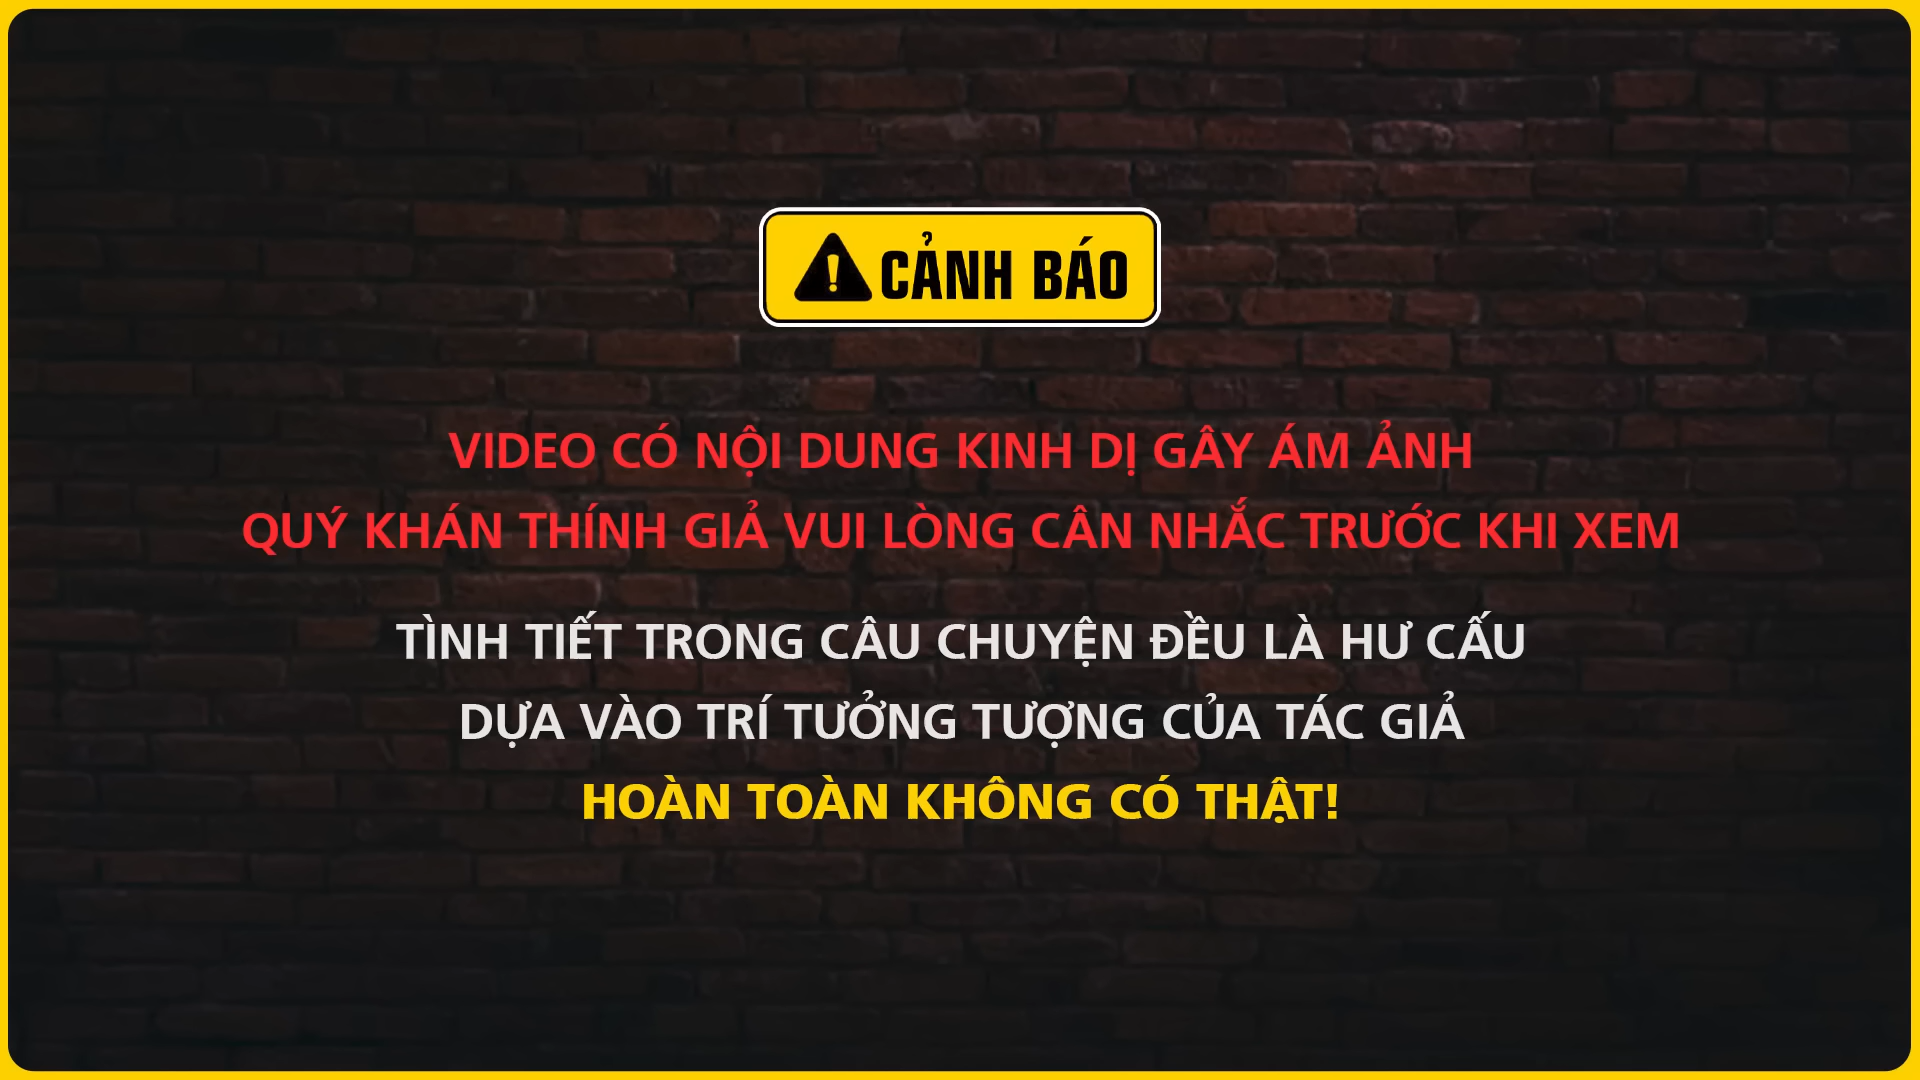 CẢNH BÁO
VIDEO CÓ NỘI DUNG KINH DỊ GÂY ÁM ẢNH
QUÝ KHÁN THÍNH GIẢ VUI LÒNG CÂN NHẮC TRƯỚC KHI XEM
TÌNH TIẾT TRONG CÂU CHUYỆN ĐỀU LÀ HƯ CẤU
DỰA VÀO TRÍ TƯỞNG TƯỢNG CỦA TÁC GIẢ
HOÀN TOÀN KHÔNG CÓ THẬT!